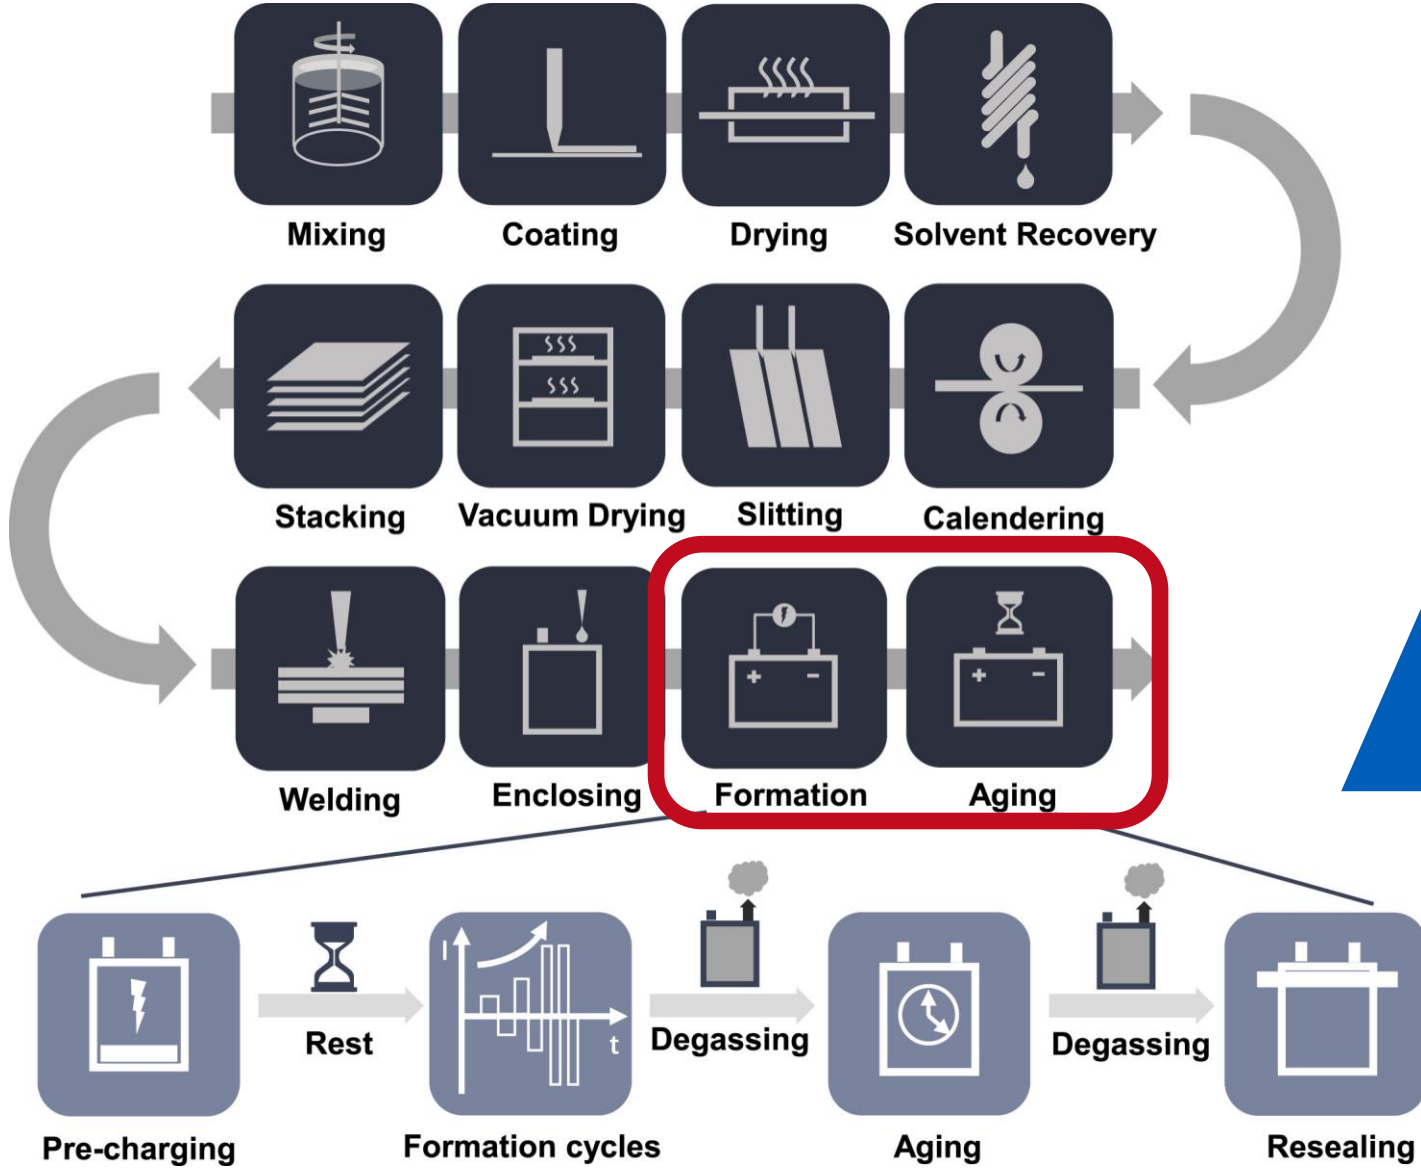 Mixing
Coating
Drying
Solvent Recovery
Stacking
Vacuum Drying
Slitting
Calendering
+ -
+ -
Welding
Enclosing
Formation
Aging
I
t
Rest
Degassing
Degassing
Pre-charging
Formation cycles
Aging
Resealing